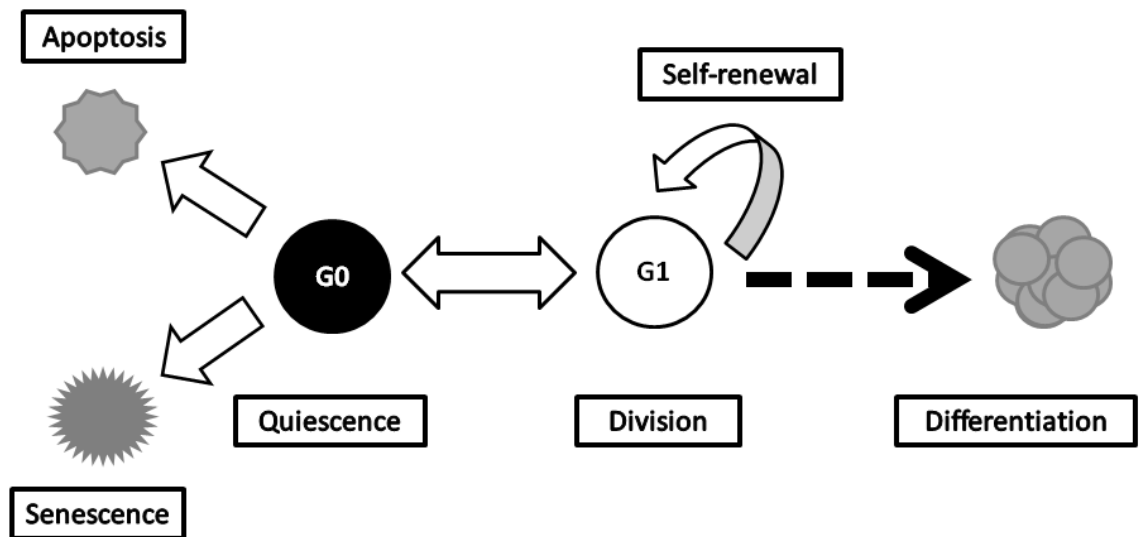 Apoptosis
Self-renewal
G0
G1
Quiescence
Division
Differentiation
Senescence